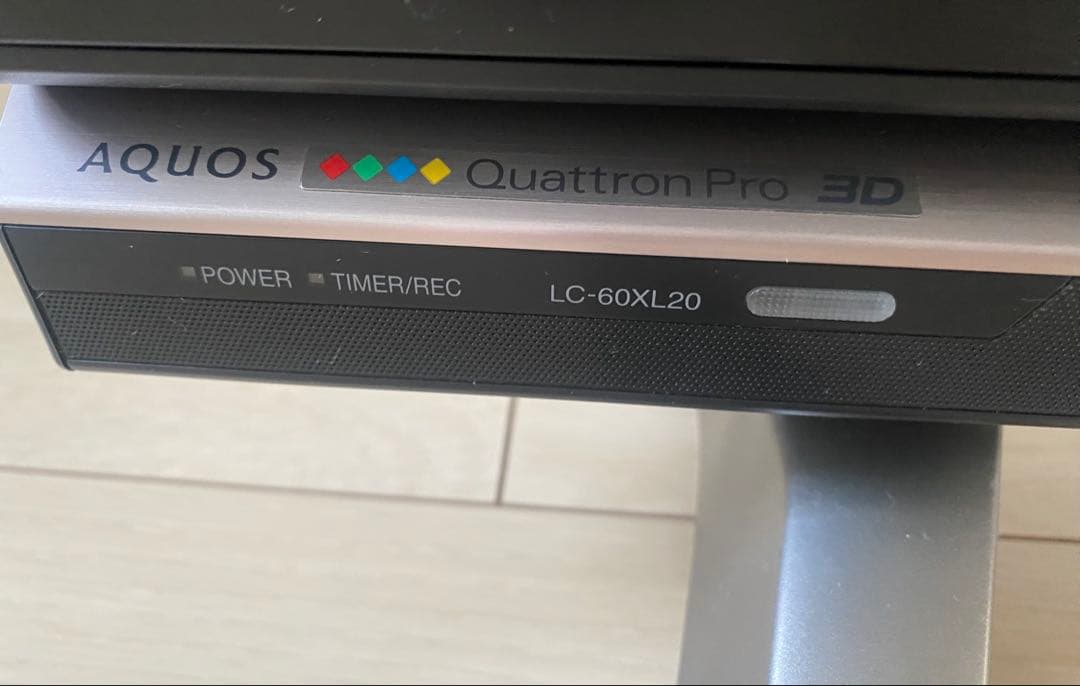 AQUOS Quattron Pro 3D
POWER TIMER/REC LC-60XL20